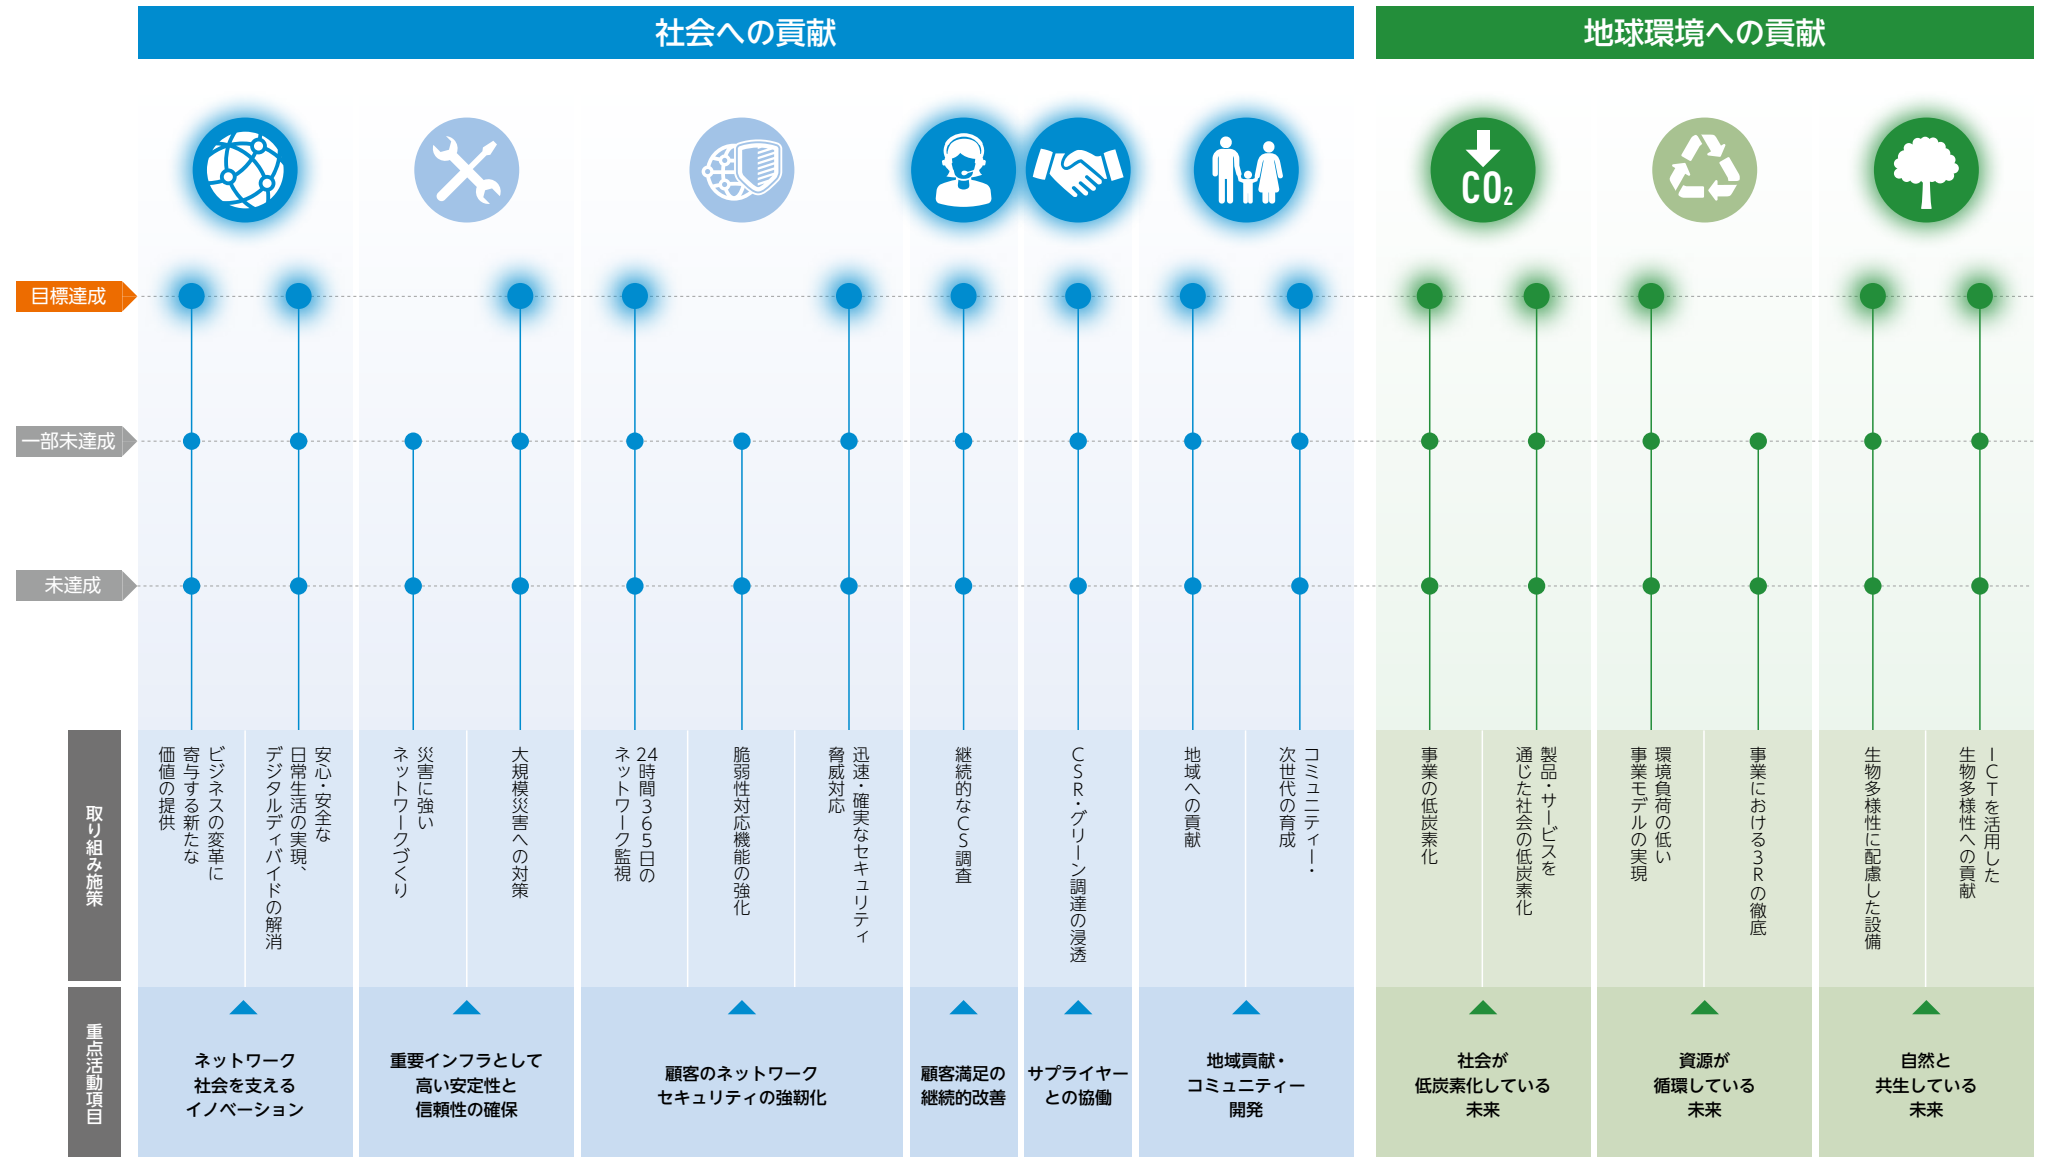 社会への貢献
地球環境への貢献
CO2
目標達成
一部未達成
未達成
取り組み施策
ビジネスの変革に
寄与する新たな
価値の提供
安心・安全な
日常生活の実現、
デジタルディバイドの解消
災害に強い
ネットワークづくり
大規模災害への対策
24時間365日の
ネットワーク監視
脆弱性対応機能の強化
迅速・確実なセキュリティ
脅威対応
継続的なCS調査
CSR・グリーン調達の浸透
地域への貢献
コミュニティー・
次世代の育成
事業の低炭素化
製品・サービスを
通じた社会の低炭素化
環境負荷の低い
事業モデルの実現
事業における3Rの徹底
生物多様性に配慮した設備
ICTを活用した
生物多様性への貢献
重点活動項目
ネットワーク
社会を支える
イノベーション
重要インフラとして
高い安定性と
信頼性の確保
顧客のネットワーク
セキュリティの強靭化
顧客満足の
継続的改善
サプライヤー
との協働
地域貢献・
コミュニティー
開発
社会が
低炭素化している
未来
資源が
循環している
未来
自然と
共生している
未来